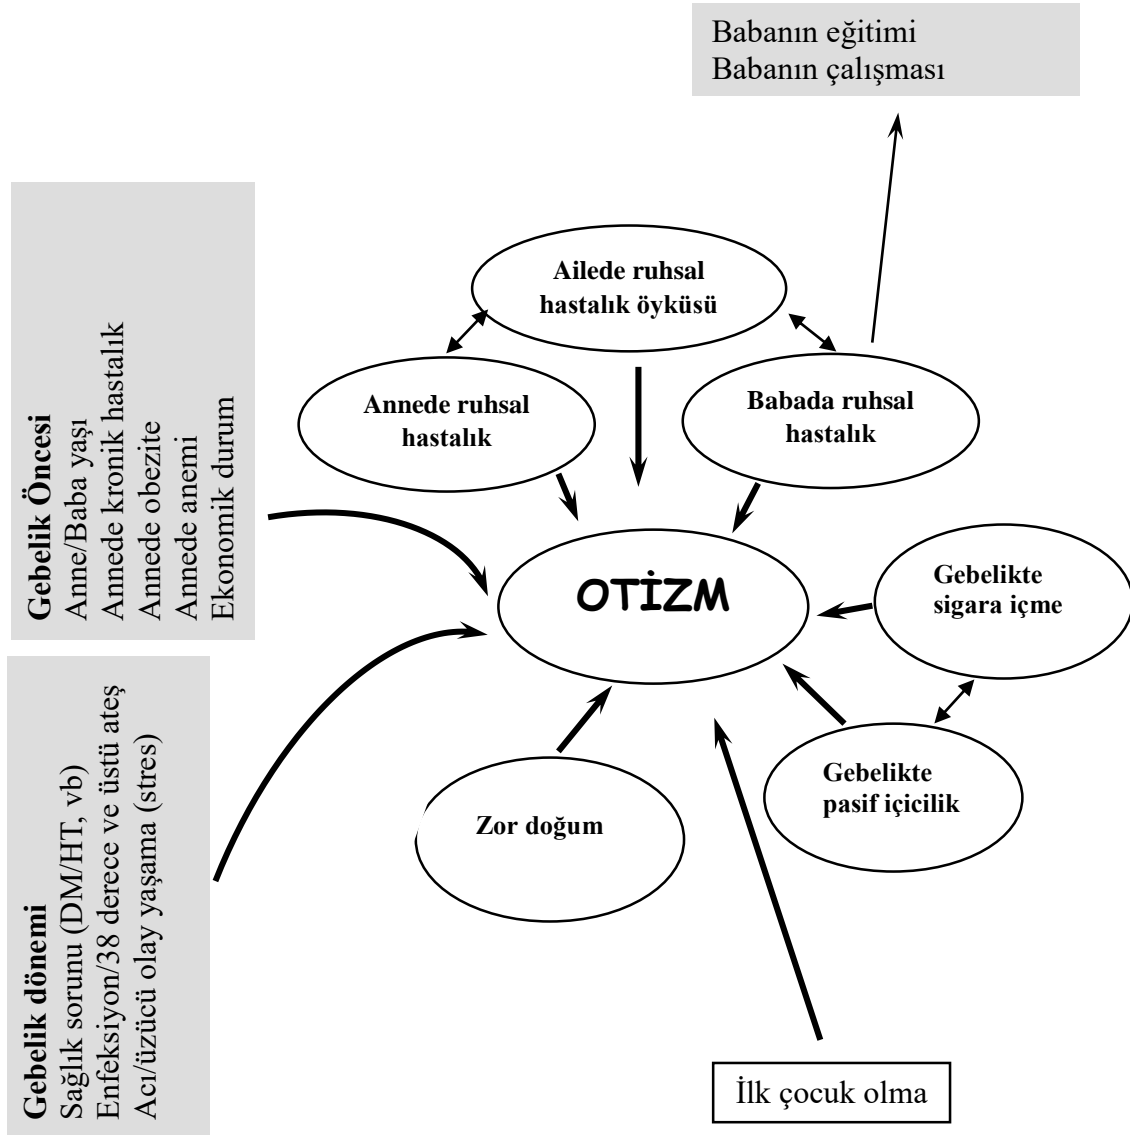 Babanın eğitimi
Babanın çalışması
Gebelik Öncesi
Anne/Baba yaşı
Annede kronik hastalık
Annede obezite
Annede anemi
Ekonomik durum
Ailede ruhsal
hastalık öyküsü
Annede ruhsal
hastalık
Babada ruhsal
hastalık
OTİZM
Gebelikte
sigara içme
Gebelikte
pasif içicilik
Zor doğum
Gebelik dönemi
Sağlık sorunu (DM/HT, vb)
Enfeksiyon/38 derece ve üstü ateş
Acı/üzücü olay yaşama (stres)
İlk çocuk olma